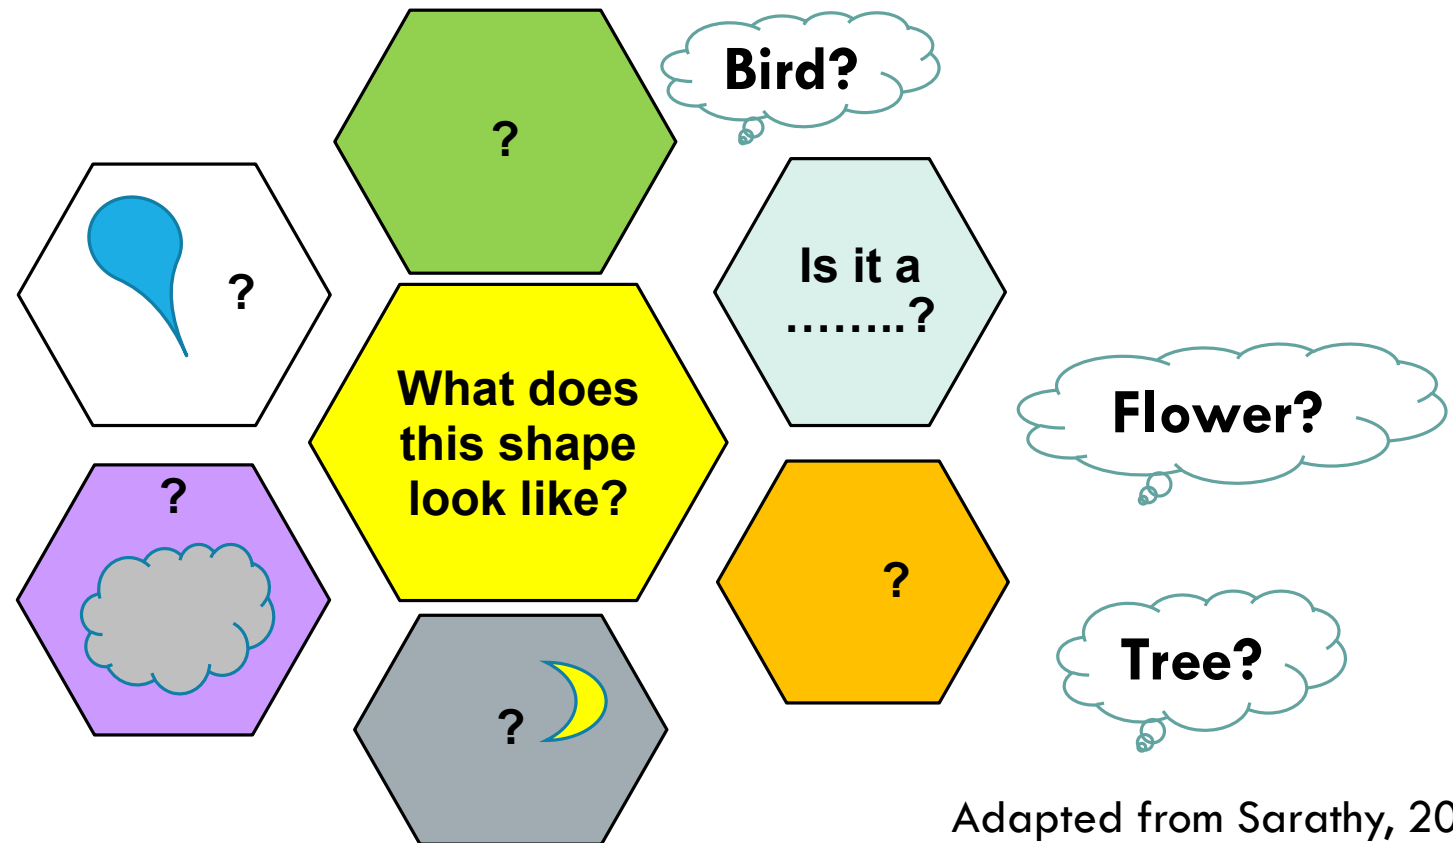 Bird?
?
Is it a
……..?
?
What does
this shape
look like?
Flower?
?
?
Tree?
?
Adapted from Sarathy, 20